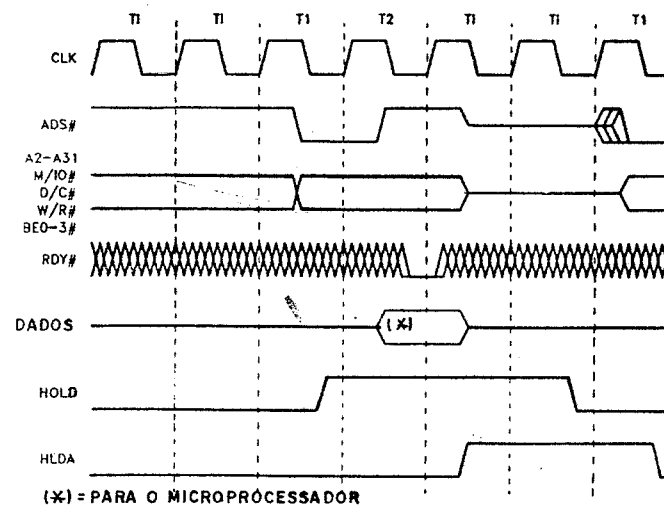 TI TI T1 T2 TI Ti T1
CLK
ADS#
A2-A31
M/IO#
D/C#
W/R#
BE0-3#
RDY#
DADOS
(X)
HOLD
HLDA
(X) = PARA O MICROPROCESSADOR